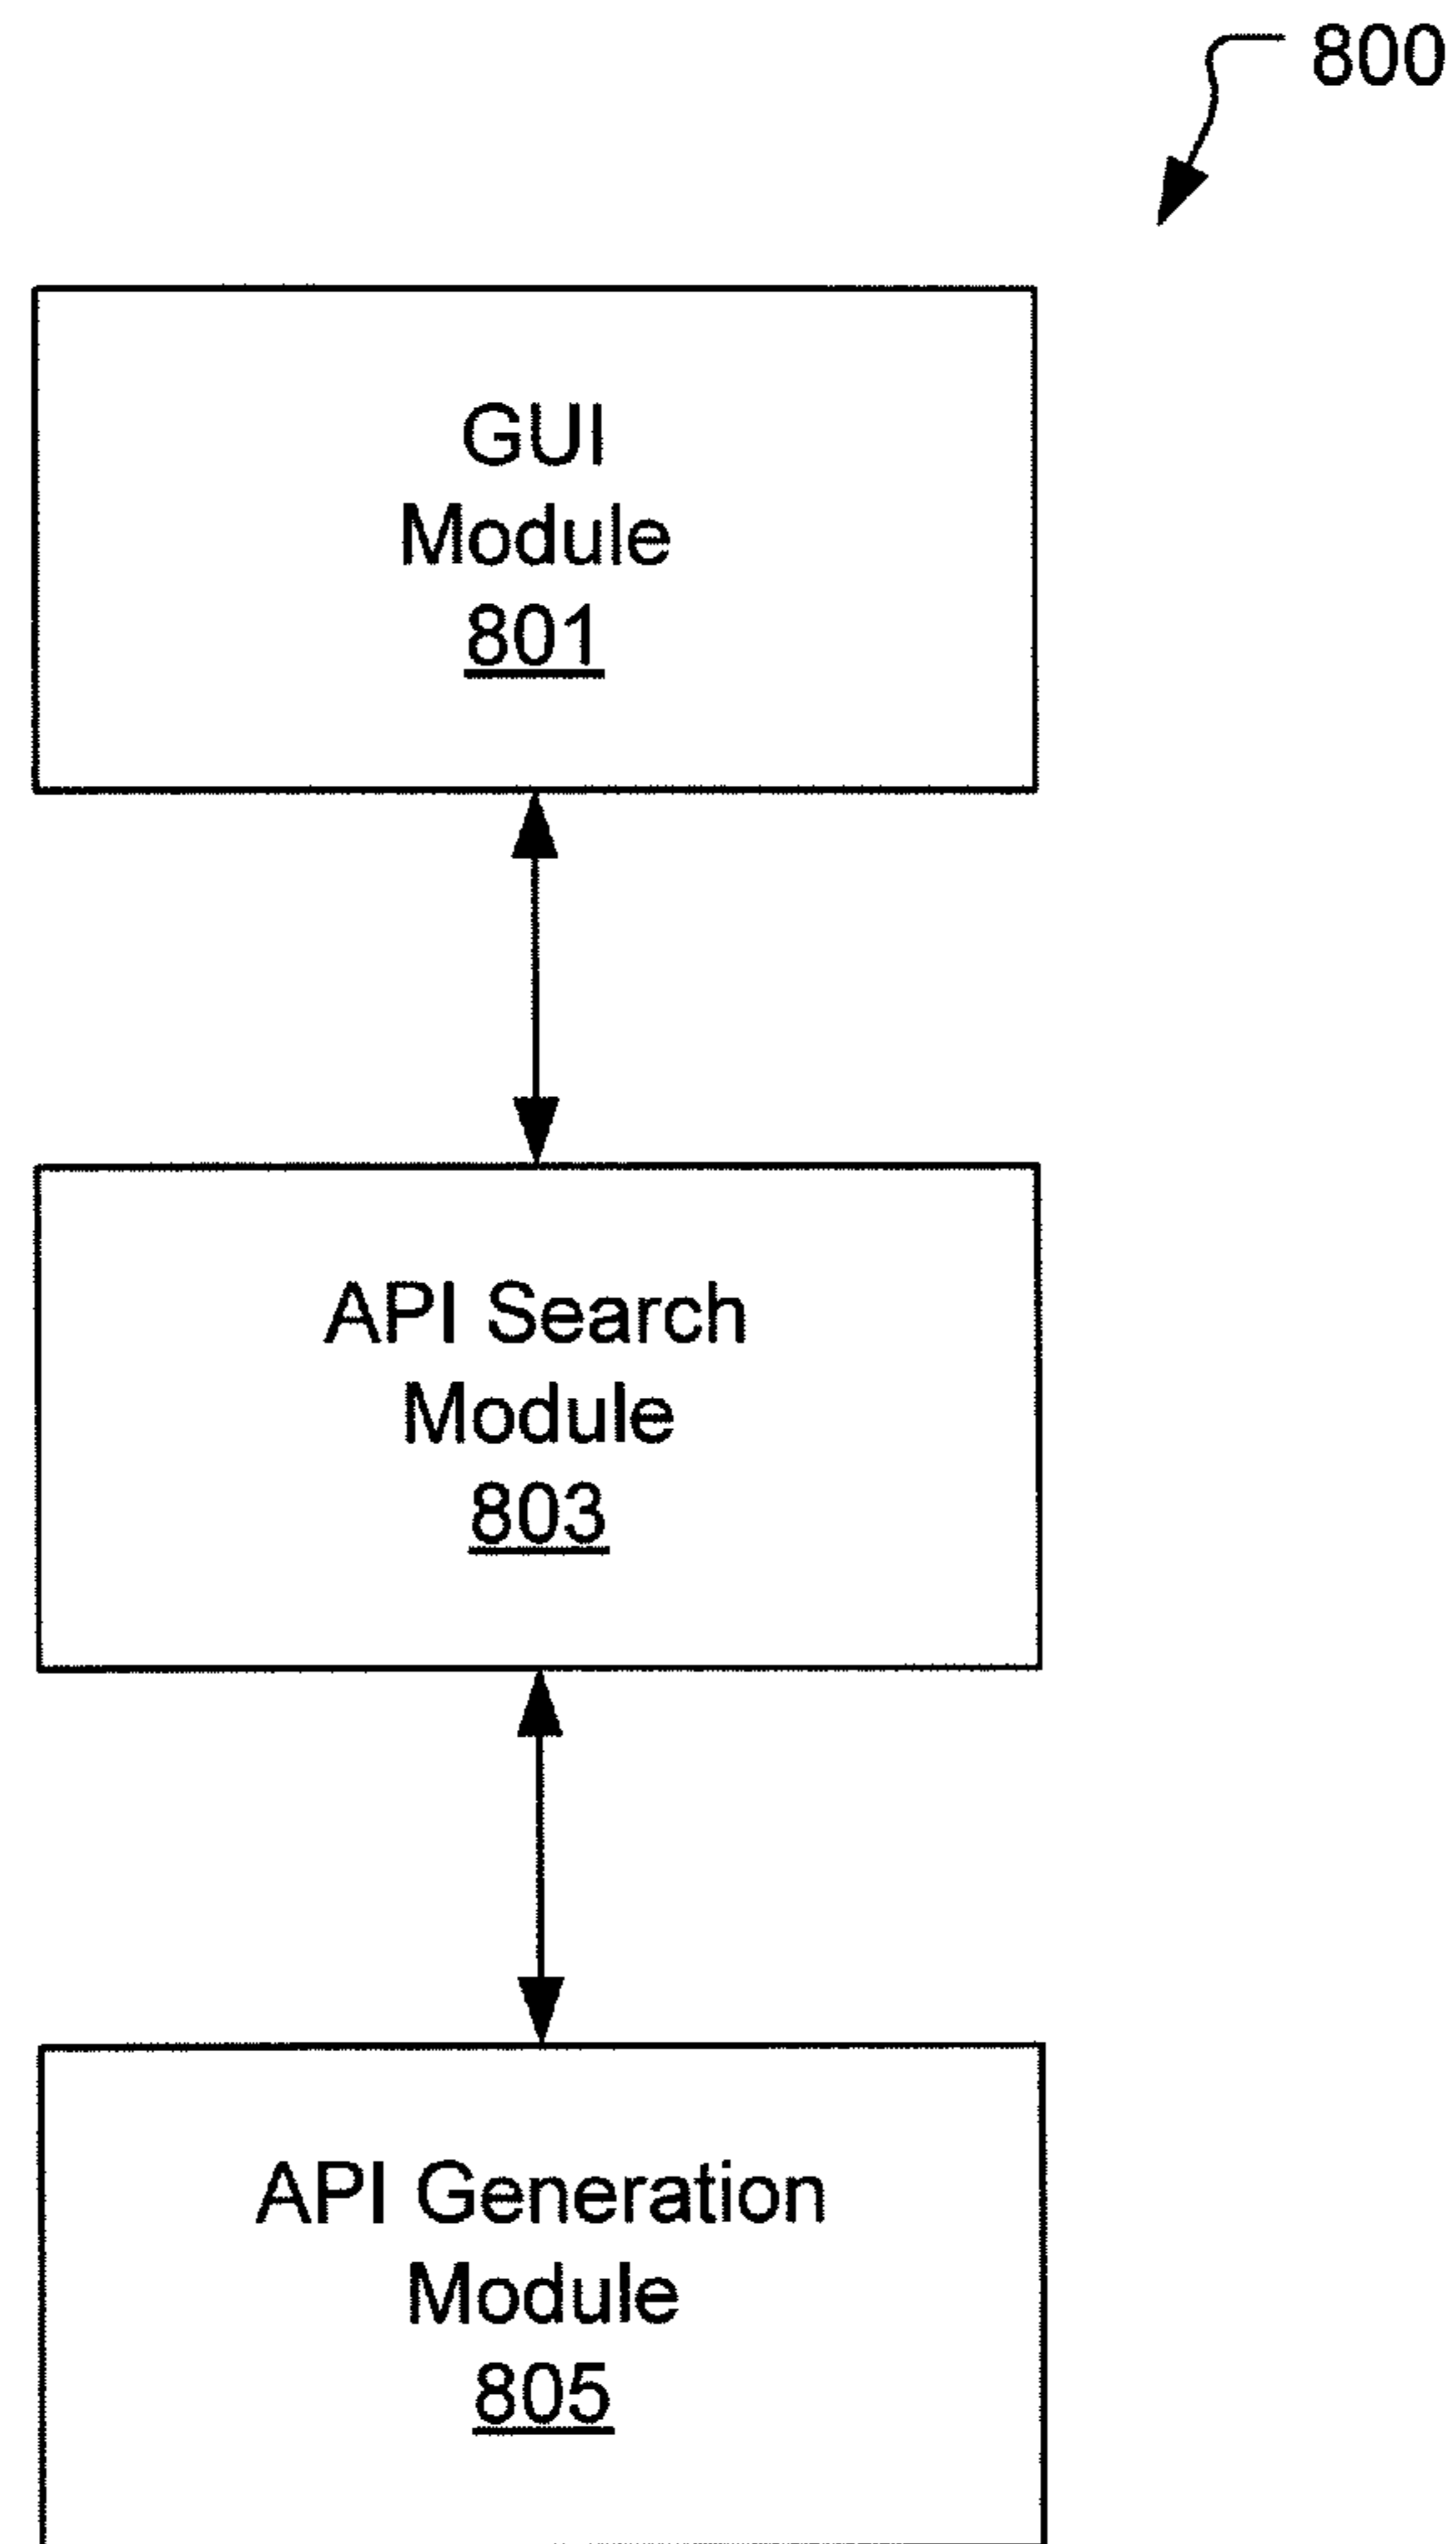 800
GUI
Module
801
API Search
Module
803
API Generation
Module
805